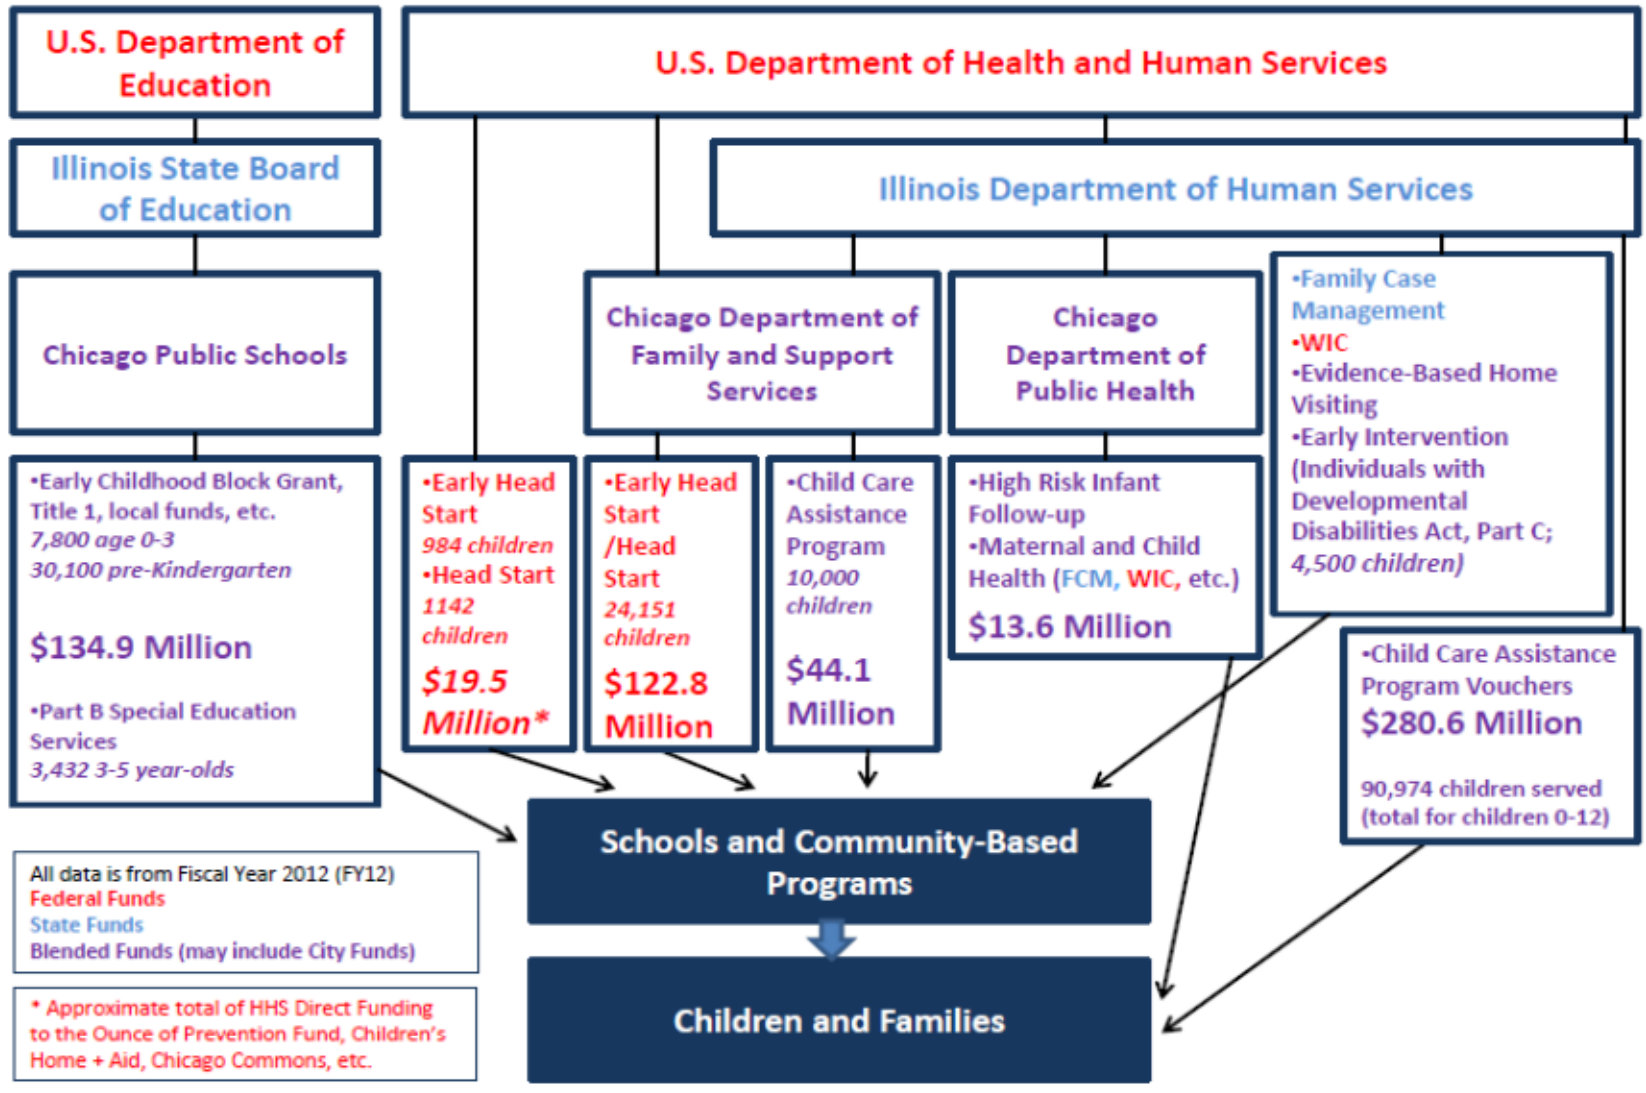 U.S. Department of
Education
U.S. Department of Health and Human Services
Illinois State Board
of Education
Illinois Department of Human Services
Chicago Public Schools
Chicago Department of
Family and Support
Services
Chicago
Department of
Public Health
•Family Case
Management
•WIC
•Evidence-Based Home
Visiting
•Early Intervention
(Individuals with
Developmental
Disabilities Act, Part C;
4,500 children)
•Early Childhood Block Grant,
Title 1, local funds, etc.
7,800 age 0-3
30,100 pre-Kindergarten
$134.9 Million
•Part B Special Education
Services
3,432 3-5 year-olds
•Early Head
Start
984 children
•Head Start
1142
children
$19.5
Million*
•Early Head
Start
/Head
Start
24,151
children
$122.8
Million
•Child Care
Assistance
Program
10,000
children
$44.1
Million
•High Risk Infant
Follow-up
•Maternal and Child
Health (FCM, WIC, etc.)
$13.6 Million
•Child Care Assistance
Program Vouchers
$280.6 Million
90,974 children served
(total for children 0-12)
Schools and Community-Based
Programs
Children and Families
All data is from Fiscal Year 2012 (FY12)
Federal Funds
State Funds
Blended Funds (may include City Funds)
* Approximate total of HHS Direct Funding
to the Ounce of Prevention Fund, Children's
Home + Aid, Chicago Commons, etc.